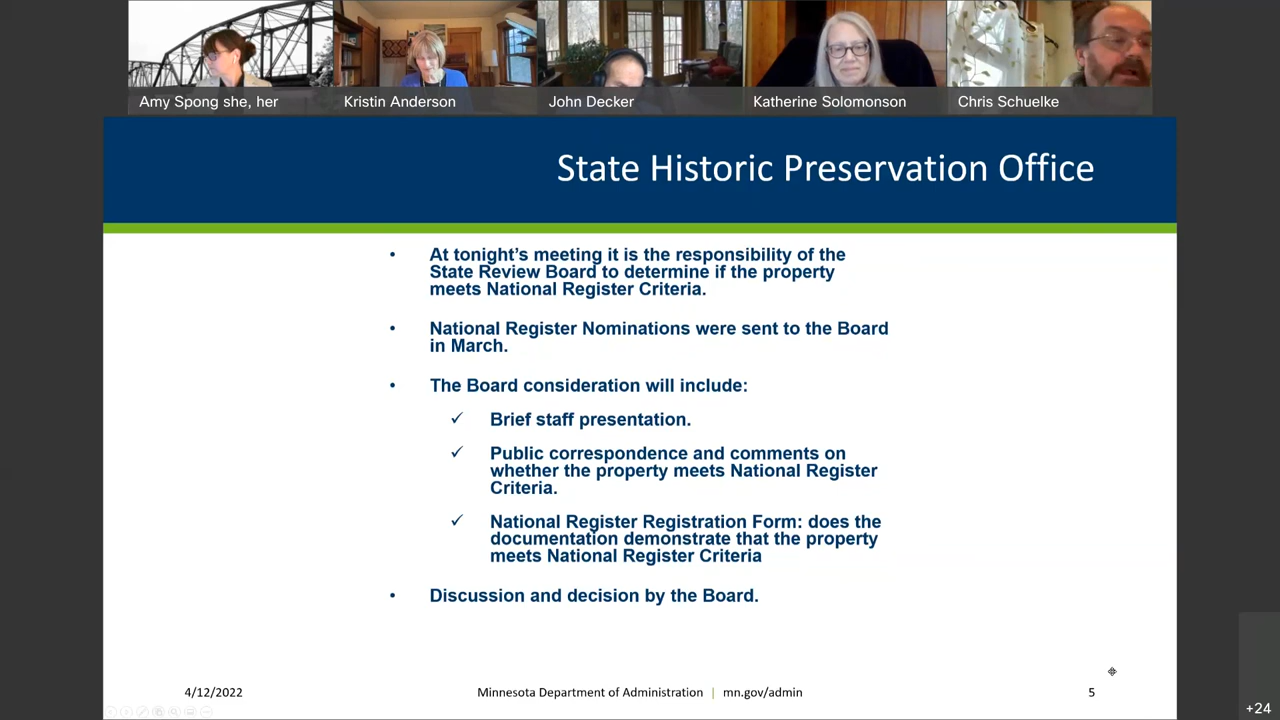 Amy Spong she, her
Kristin Anderson
John Decker
Katherine Solomonson
Chris Schuelke
State Historic Preservation Office
• At tonight’s meeting it is the responsibility of the
State Review Board to determine if the property
meets National Register Criteria.
• National Register Nominations were sent to the Board
in March.
• The Board consideration will include:
✓ Brief staff presentation.
✓ Public correspondence and comments on
whether the property meets National Register
Criteria.
✓ National Register Registration Form: does the
documentation demonstrate that the property
meets National Register Criteria
• Discussion and decision by the Board.
4/12/2022
Minnesota Department of Administration | mn.gov/admin
5
+24